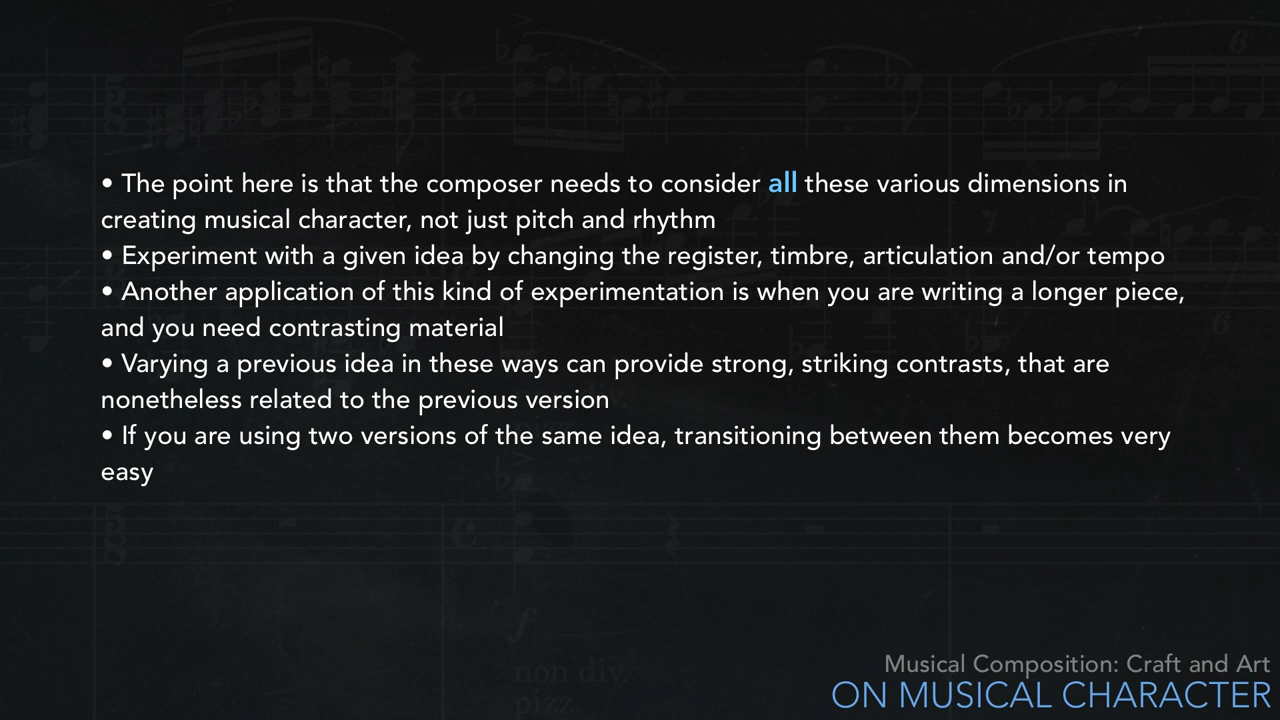 • The point here is that the composer needs to consider all these various dimensions in
creating musical character, not just pitch and rhythm
• Experiment with a given idea by changing the register, timbre, articulation and/or tempo
• Another application of this kind of experimentation is when you are writing a longer piece,
and you need contrasting material
• Varying a previous idea in these ways can provide strong, striking contrasts, that are
nonetheless related to the previous version
• If you are using two versions of the same idea, transitioning between them becomes very
easy
non div.
pizz.
Musical Composition: Craft and Art
ON MUSICAL CHARACTER